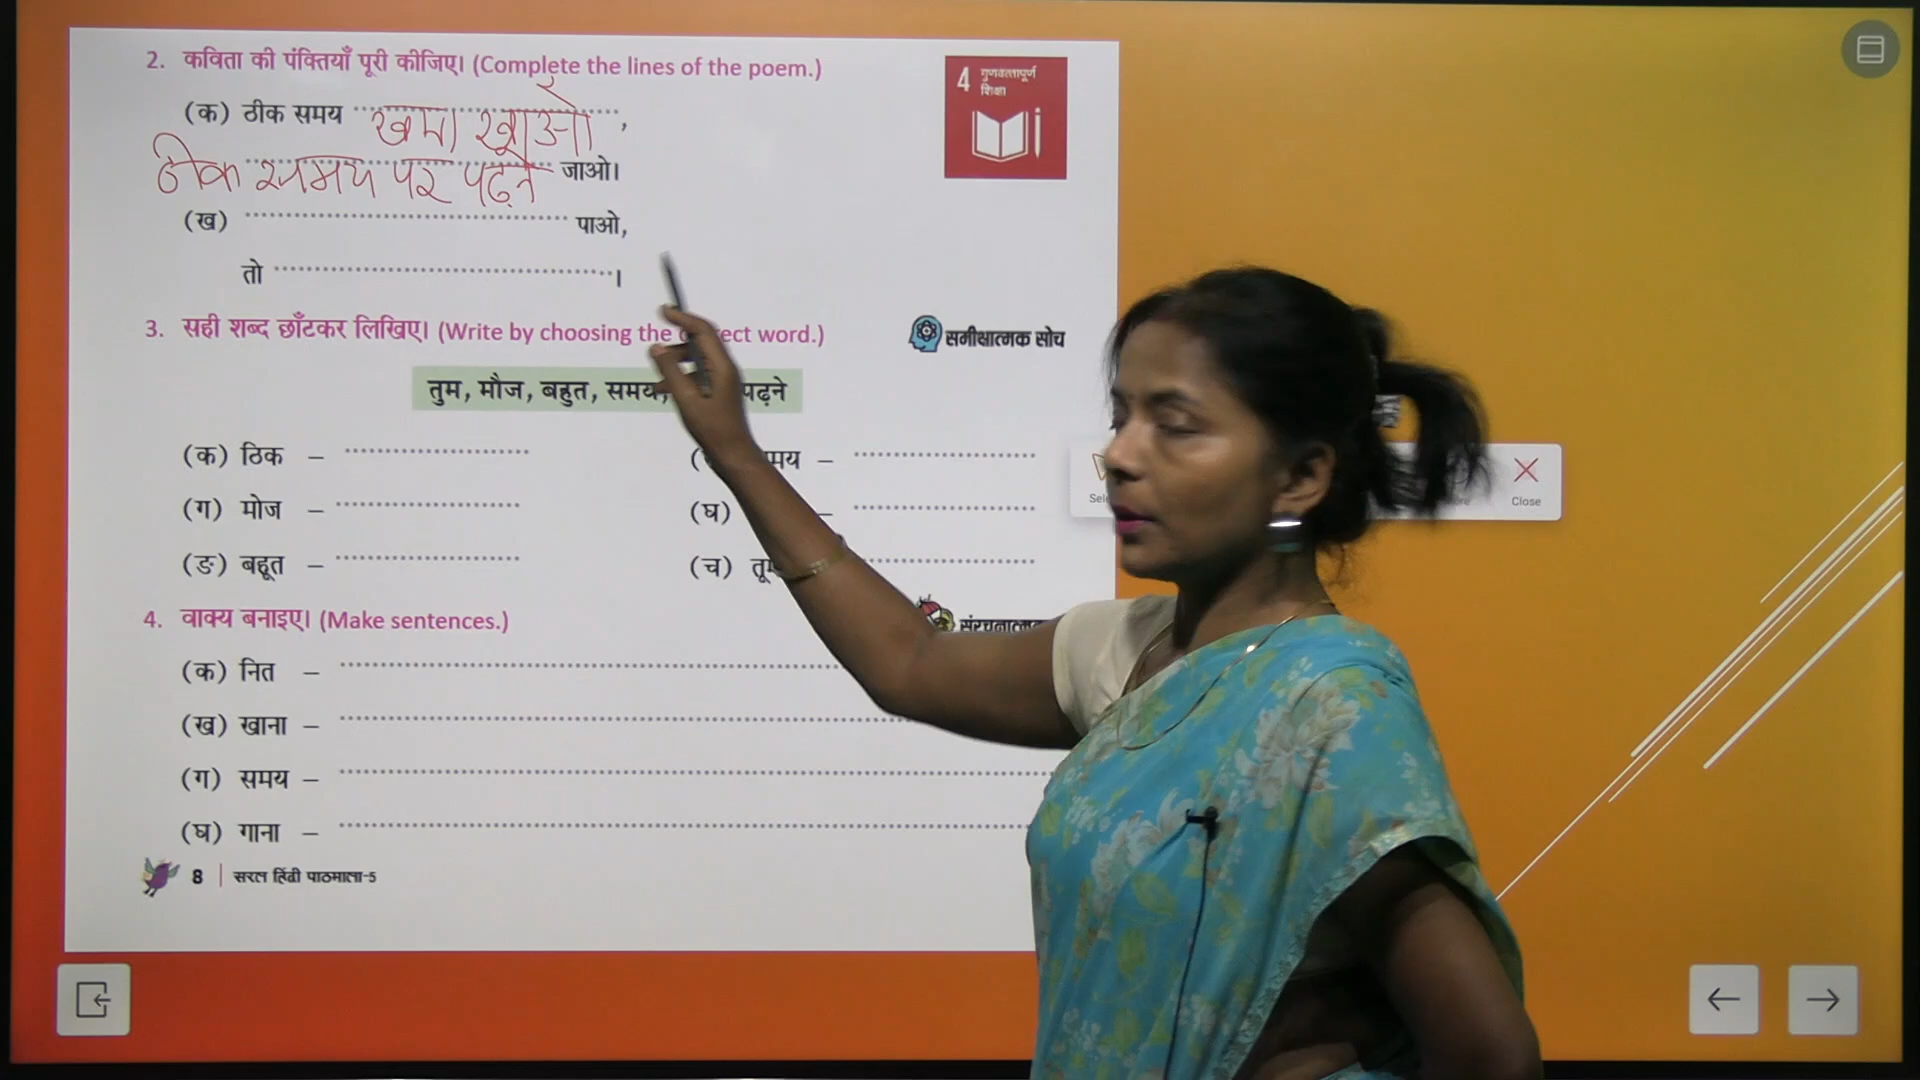 2. कविता की पंक्तियाँ पूरी कीजिए। (Complete the lines of the poem.)
4 गुणवत्तापूर्ण
शिक्षा
(क) ठीक समय खाना खाओ,
ठीक समय पर पढ़ने जाओ।
(ख) पाओ,
तो ।
3. सही शब्द छाँटकर लिखिए। (Write by choosing the word.)
समीक्षात्मक सोच
तुम, मौज, बहुत, समय, पढ़ने
(क) ठिक –
(ग) मोज – (घ) –
(ङ) बहूत – (च)
4. वाक्य बनाइए। (Make sentences.)
(क) नित –
(ख) खाना –
(ग) समय –
(घ) गाना –
8 | सरल हिंदी पाठमाला-5
Close